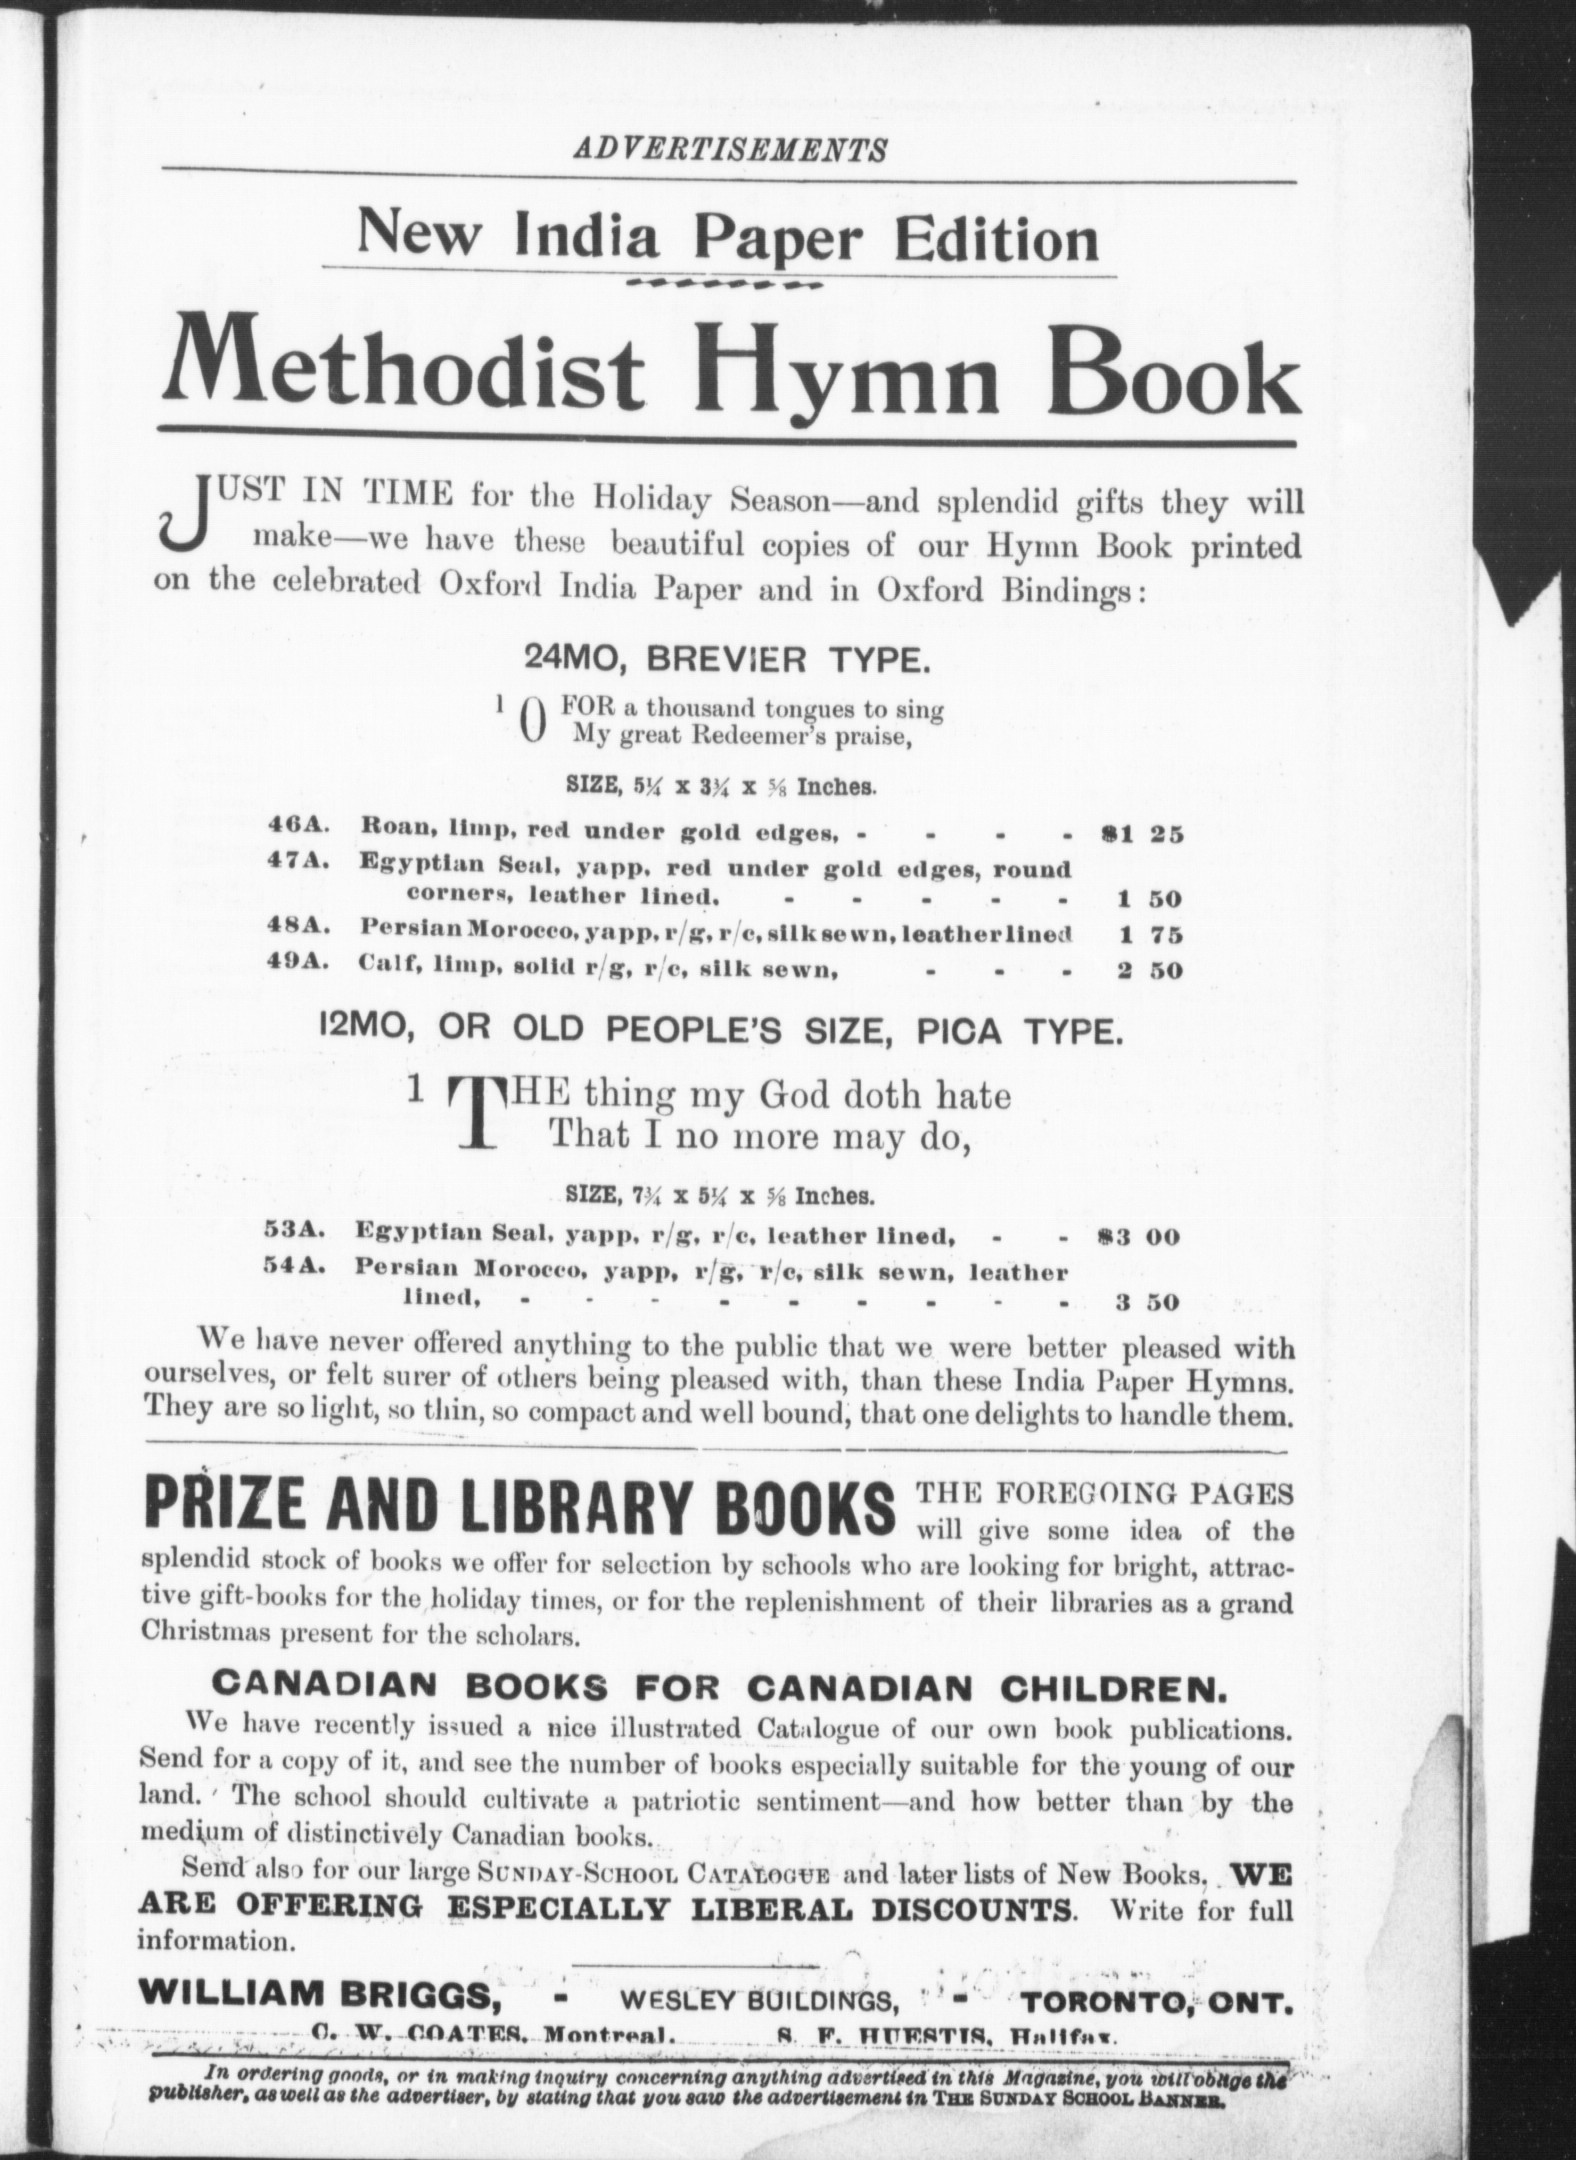 ADVERTISEMENTS
New India Paper Edition
Methodist Hymn Book
JUST IN TIME for the Holiday Season—and splendid gifts they will
make—we have these beautiful copies of our Hymn Book printed
on the celebrated Oxford India Paper and in Oxford Bindings:
24MO, BREVIER TYPE.
1 O FOR a thousand tongues to sing
My great Redeemer's praise,
SIZE, 5¼ x 3¼ x ⅝ Inches.
46A. Roan, limp, red under gold edges, - - - - $1 25
47A. Egyptian Seal, yapp, red under gold edges, round
corners, leather lined, - - - - - 1 50
48A. Persian Morocco, yapp, r/g, r/c, silk sewn, leather lined 1 75
49A. Calf, limp, solid r/g, r/c, silk sewn, - - - 2 50
12MO, OR OLD PEOPLE'S SIZE, PICA TYPE.
1 THE thing my God doth hate
That I no more may do,
SIZE, 7¾ x 5¼ x ⅝ Inches.
53A. Egyptian Seal, yapp, r/g, r/c, leather lined, - - $3 00
54A. Persian Morocco, yapp, r/g, r/c, silk sewn, leather
lined, - - - - - - - - - 3 50
We have never offered anything to the public that we were better pleased with
ourselves, or felt surer of others being pleased with, than these India Paper Hymns.
They are so light, so thin, so compact and well bound, that one delights to handle them.
PRIZE AND LIBRARY BOOKS THE FOREGOING PAGES
will give some idea of the
splendid stock of books we offer for selection by schools who are looking for bright, attrac-
tive gift-books for the holiday times, or for the replenishment of their libraries as a grand
Christmas present for the scholars.
CANADIAN BOOKS FOR CANADIAN CHILDREN.
We have recently issued a nice illustrated Catalogue of our own book publications.
Send for a copy of it, and see the number of books especially suitable for the young of our
land. The school should cultivate a patriotic sentiment—and how better than by the
medium of distinctively Canadian books.
Send also for our large SUNDAY-SCHOOL CATALOGUE and later lists of New Books. WE
ARE OFFERING ESPECIALLY LIBERAL DISCOUNTS. Write for full
information.
WILLIAM BRIGGS, - WESLEY BUILDINGS, - TORONTO, ONT.
C. W. COATES, Montreal. S. F. HUESTIS, Halifax.
In ordering goods, or in making inquiry concerning anything advertised in this Magazine, you will oblige the
publisher, as well as the advertiser, by stating that you saw the advertisement in THE SUNDAY SCHOOL BANNER.